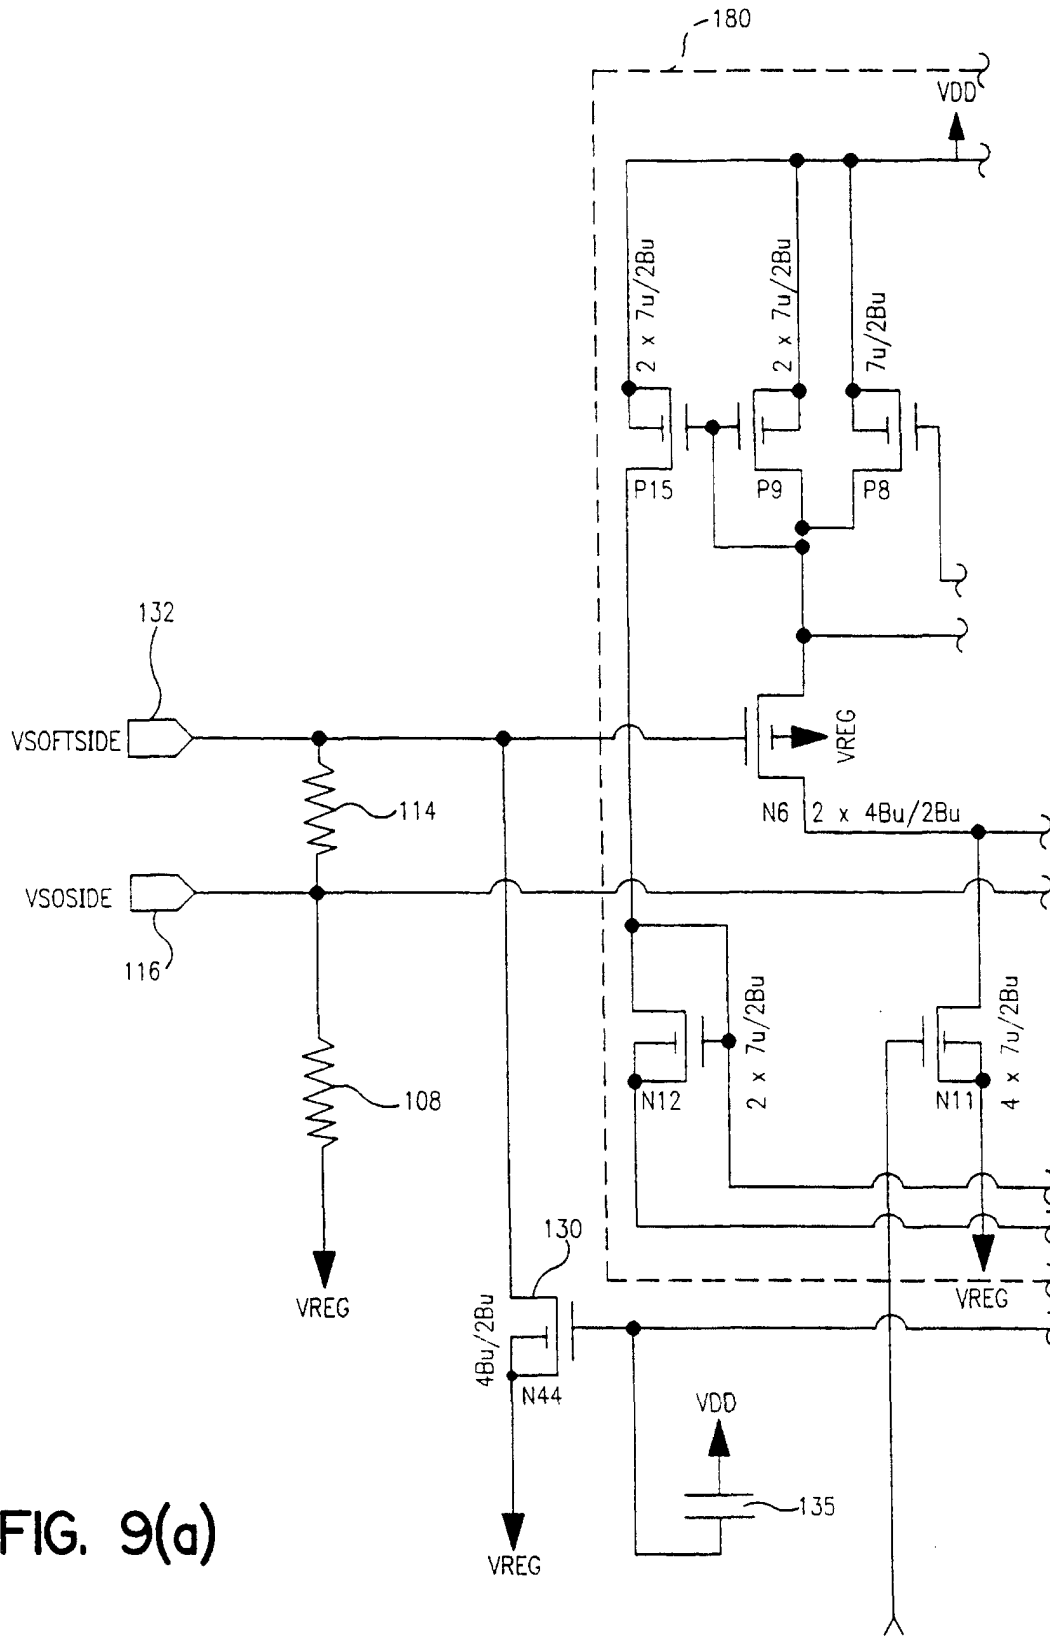 180
VDD
2 x 7u/2Bu
2 x 7u/2Bu
7u/2Bu
P15
P9
P8
132
VSOFTSIDE
VREG
114
N6 2 x 4Bu/2Bu
VSOSIDE
116
2 x 7u/2Bu
4 x 7u/2Bu
108
N12
N11
130
VREG
VREG
4Bu/2Bu
N44
VDD
135
VREG
FIG. 9(a)